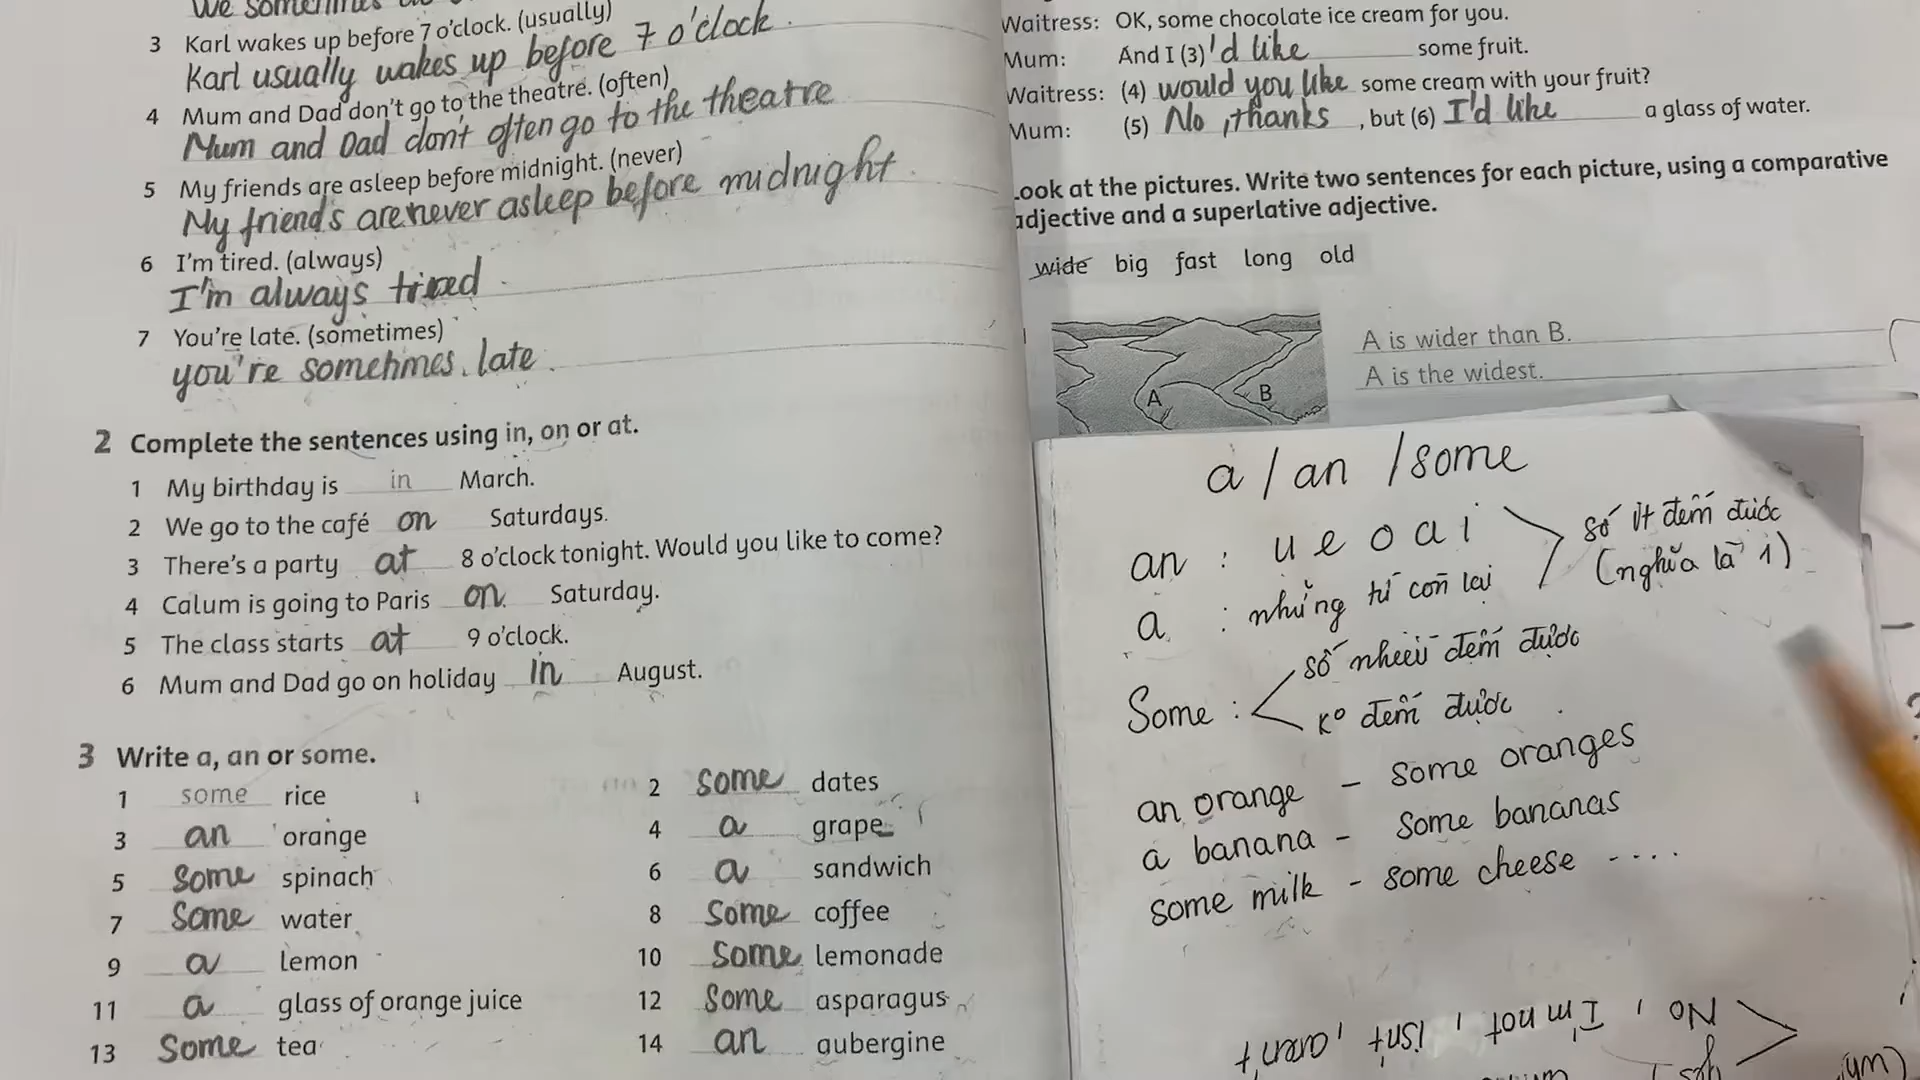 We sometimes
3 Karl wakes up before 7 o'clock. (usually)
Karl usually wakes up before 7 o'clock.
4 Mum and Dad don't go to the theatre. (often)
Mum and Dad don't often go to the theatre
5 My friends are asleep before midnight. (never)
My friends are never asleep before midnight.
6 I'm tired. (always)
I'm always tired.
7 You're late. (sometimes)
you're sometimes late.
2 Complete the sentences using in, on or at.
1 My birthday is in March.
2 We go to the café on Saturdays.
3 There's a party at 8 o'clock tonight. Would you like to come?
4 Calum is going to Paris on Saturday.
5 The class starts at 9 o'clock.
6 Mum and Dad go on holiday in August.
3 Write a, an or some.
1 some rice
2 some dates
3 an orange
4 a grape
5 some spinach
6 a sandwich
7 some water
8 some coffee
9 a lemon
10 some lemonade
11 a glass of orange juice
12 some asparagus
13 some tea
14 an aubergine
Waitress: OK, some chocolate ice cream for you.
Mum: And I (3) 'd like some fruit.
Waitress: (4) would you like some cream with your fruit?
Mum: (5) No, thanks, but (6) I'd like a glass of water.
Look at the pictures. Write two sentences for each picture, using a comparative
adjective and a superlative adjective.
wide big fast long old
A B
A is wider than B.
A is the widest.
a / an / some
an : u e o a i
số ít đếm được
(nghĩa là 1)
a : những từ còn lại
Some :
số nhiều đếm được
ko đếm được
an orange - some oranges
a banana - some bananas
some milk - some cheese ....
No, I'm not, isn't, aren't